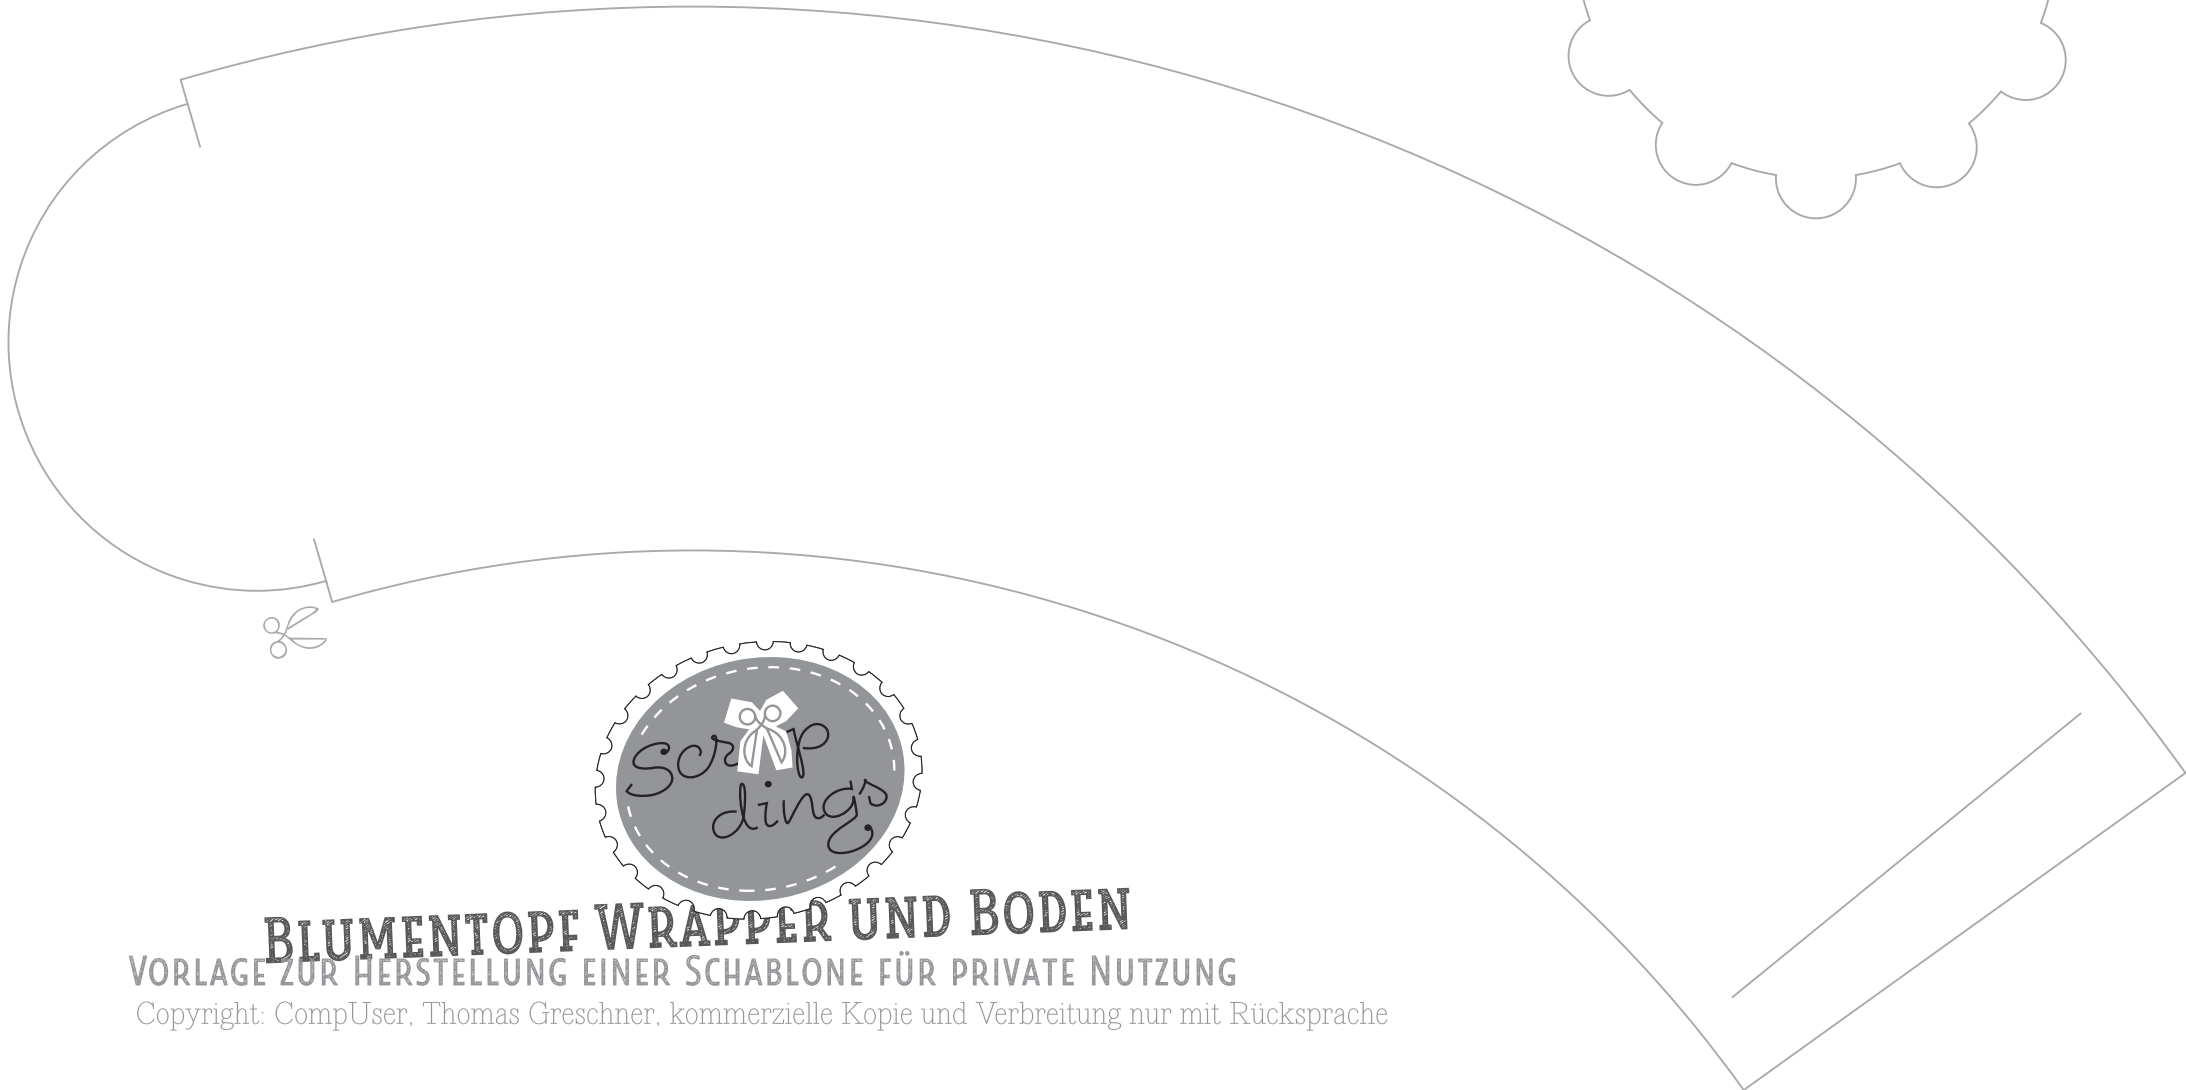 Scrap
dings
Blumentopf Wrapper und Boden
Vorlage zur Herstellung einer Schablone für private Nutzung
Copyright: CompUser, Thomas Greschner, kommerzielle Kopie und Verbreitung nur mit Rücksprache